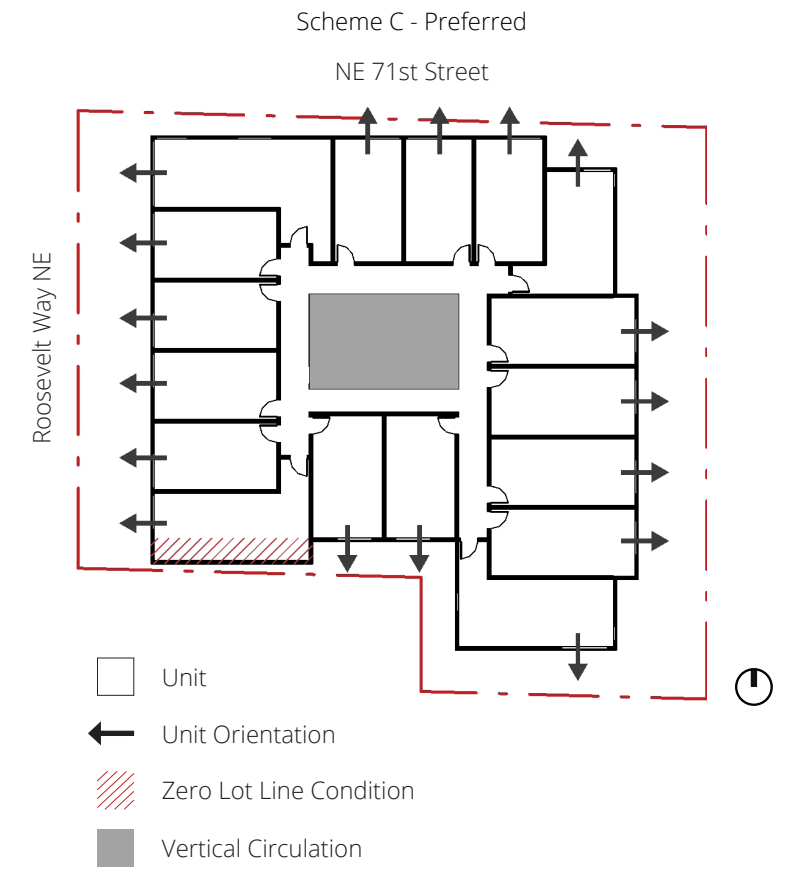 Scheme C - Preferred
NE 71st Street
Roosevelt Way NE
Unit
Unit Orientation
Zero Lot Line Condition
Vertical Circulation